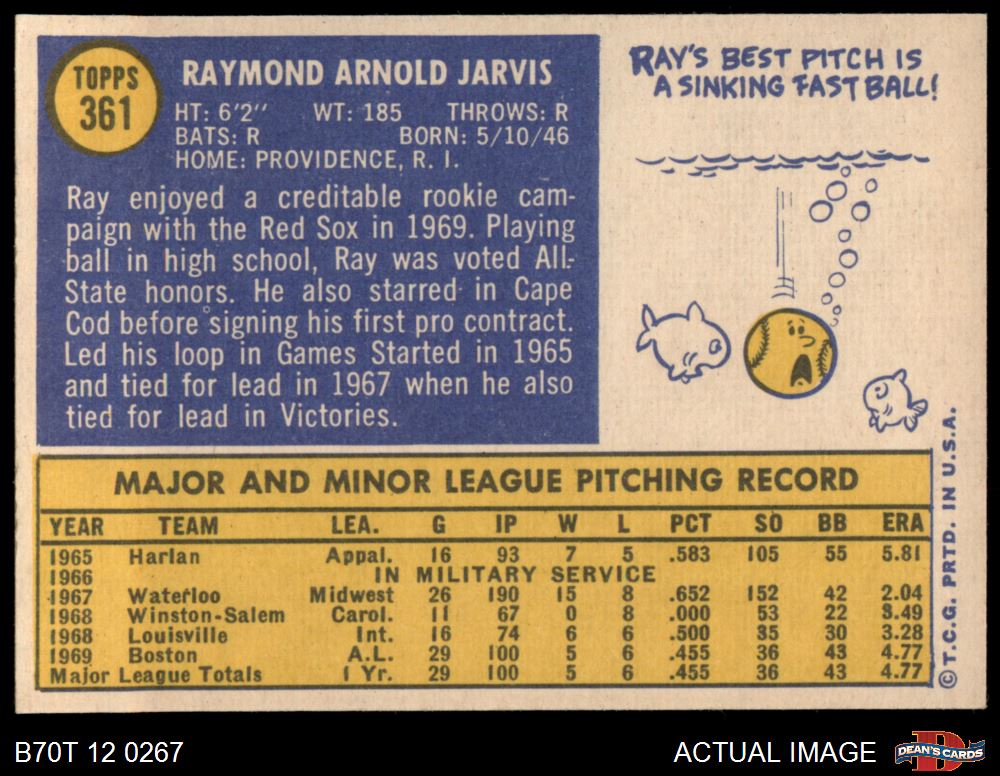 TOPPS
361
RAYMOND ARNOLD JARVIS
HT: 6'2'' WT: 185 THROWS: R
BATS: R BORN: 5/10/46
HOME: PROVIDENCE, R. I.
Ray enjoyed a creditable rookie cam-
paign with the Red Sox in 1969. Playing
ball in high school, Ray was voted All-
State honors. He also starred in Cape
Cod before signing his first pro contract.
Led his loop in Games Started in 1965
and tied for lead in 1967 when he also
tied for lead in Victories.
RAY'S BEST PITCH IS
A SINKING FAST BALL!
MAJOR AND MINOR LEAGUE PITCHING RECORD
YEAR TEAM LEA. G IP W L PCT SO BB ERA
1965 Harlan Appal. 16 93 7 5 .583 105 55 5.81
1966 IN MILITARY SERVICE
1967 Waterloo Midwest 26 190 15 8 .652 152 42 2.04
1968 Winston-Salem Carol. 11 67 0 8 .000 53 22 3.49
1968 Louisville Int. 16 74 6 6 .500 35 30 3.28
1969 Boston A.L. 29 100 5 6 .455 36 43 4.77
Major League Totals 1 Yr. 29 100 5 6 .455 36 43 4.77
© T.C.G. PRTD. IN U.S.A.
B70T 12 0267
ACTUAL IMAGE
D
DEAN'S CARDS